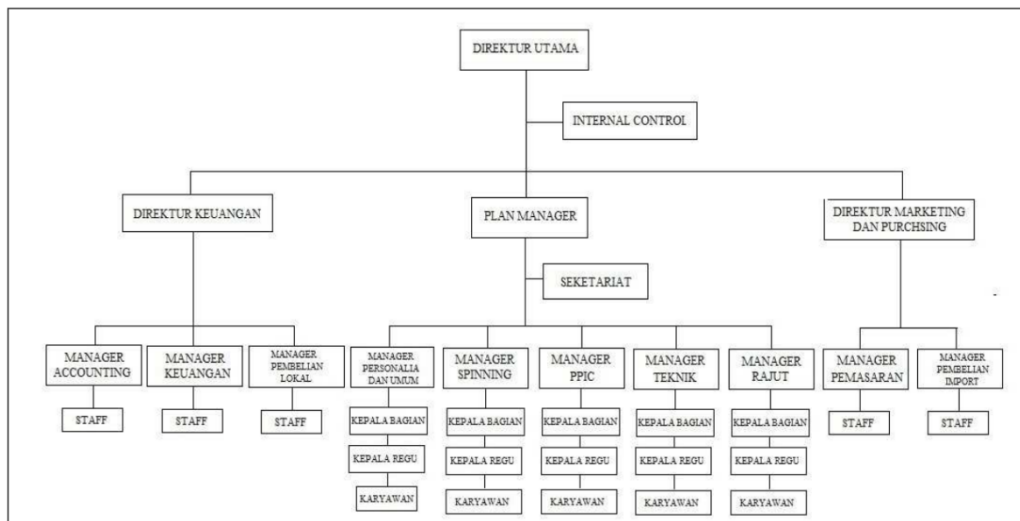 DIREKTUR UTAMA
INTERNAL CONTROL
DIREKTUR KEUANGAN
PLAN MANAGER
DIREKTUR MARKETING
DAN PURCHSING
SEKETARIAT
MANAGER
ACCOUNTING
MANAGER
KEUANGAN
MANAGER
PEMBELIAN
LOKAL
MANAGER
PERSONALIA
DAN UMUM
MANAGER
SPINNING
MANAGER
PPIC
MANAGER
TEKNIK
MANAGER
RAJUT
MANAGER
PEMASARAN
MANAGER
PEMBELIAN
IMPORT
STAFF
STAFF
STAFF
KEPALA BAGIAN
KEPALA BAGIAN
KEPALA BAGIAN
KEPALA BAGIAN
KEPALA BAGIAN
STAFF
STAFF
KEPALA REGU
KEPALA REGU
KEPALA REGU
KEPALA REGU
KEPALA REGU
KARYAWAN
KARYAWAN
KARYAWAN
KARYAWAN
KARYAWAN